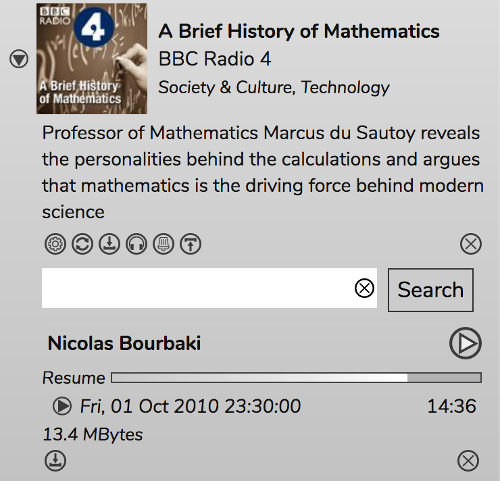 BBC
RADIO
4
A Brief History
of Mathematics
A Brief History of Mathematics
BBC Radio 4
Society & Culture, Technology
Professor of Mathematics Marcus du Sautoy reveals
the personalities behind the calculations and argues
that mathematics is the driving force behind modern
science
Search
Nicolas Bourbaki
Resume
Fri, 01 Oct 2010 23:30:00 14:36
13.4 MBytes